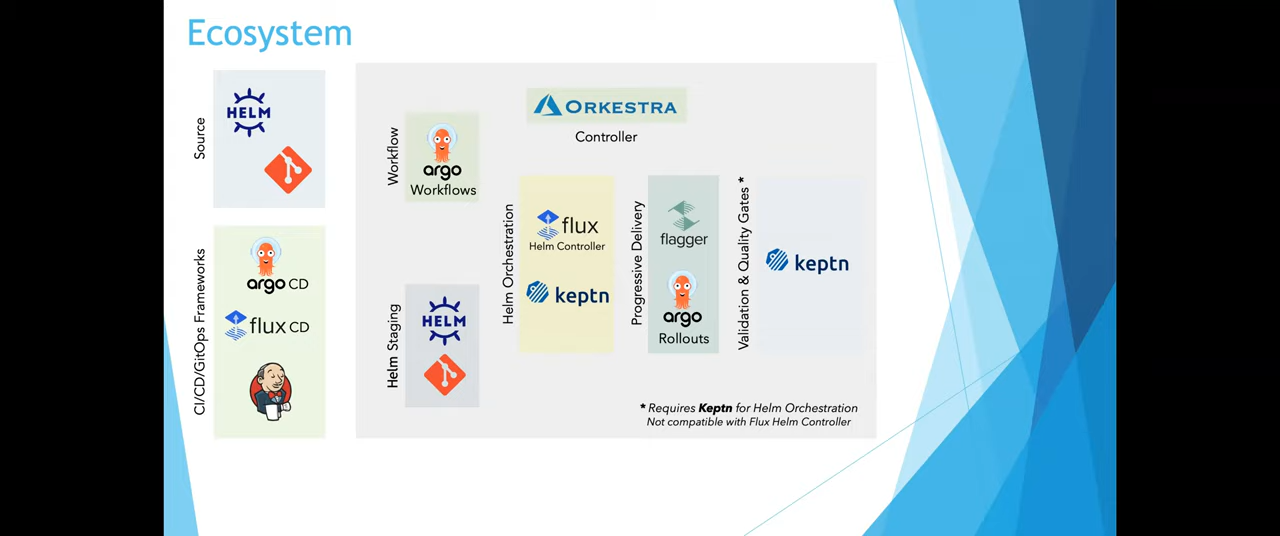 Ecosystem
Source
HELM
CI/CD/GitOps Frameworks
argo CD
flux CD
ORKESTRA
Controller
Workflow
argo
Workflows
Helm Staging
HELM
Helm Orchestration
flux
Helm Controller
keptn
Progressive Delivery
flagger
argo
Rollouts
Validation & Quality Gates *
keptn
* Requires Keptn for Helm Orchestration
Not compatible with Flux Helm Controller